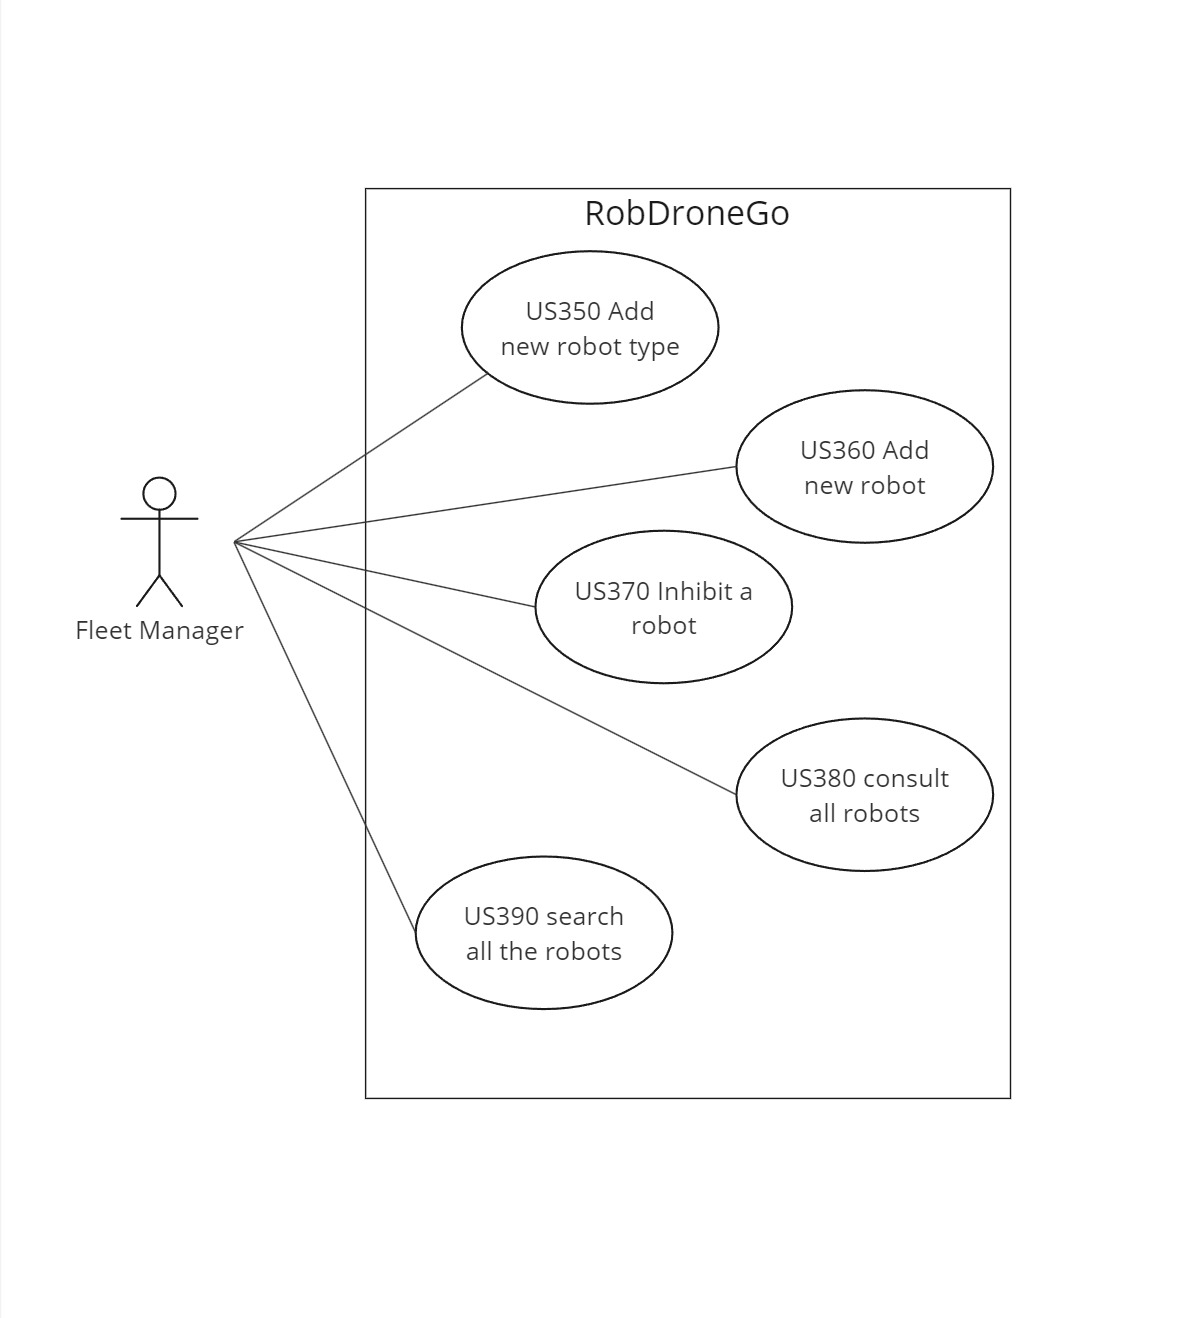 RobDroneGo
US350 Add
new robot type
US360 Add
new robot
US370 Inhibit a
robot
Fleet Manager
US380 consult
all robots
US390 search
all the robots